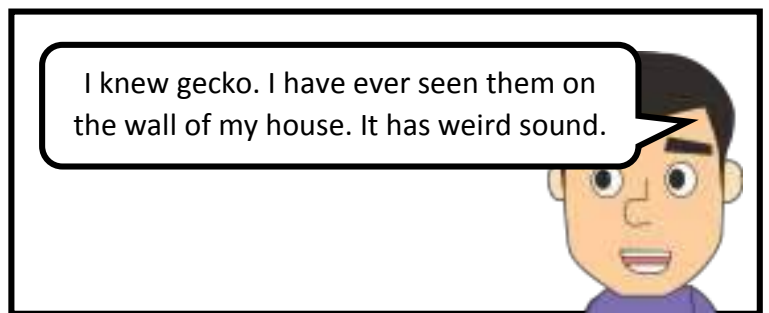 I knew gecko. I have ever seen them on
the wall of my house. It has weird sound.